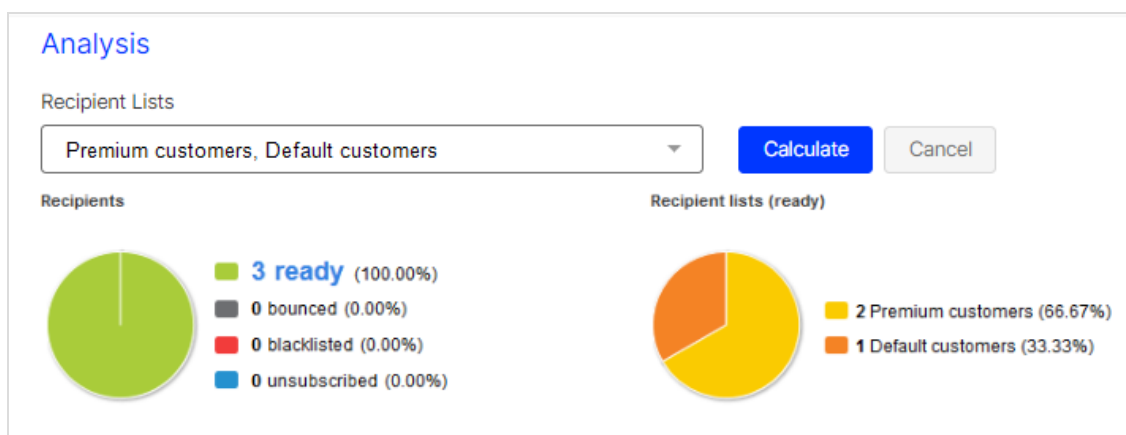 Analysis
Recipient Lists
Premium customers, Default customers
Calculate
Cancel
Recipients
3 ready (100.00%)
0 bounced (0.00%)
0 blacklisted (0.00%)
0 unsubscribed (0.00%)
Recipient lists (ready)
2 Premium customers (66.67%)
1 Default customers (33.33%)